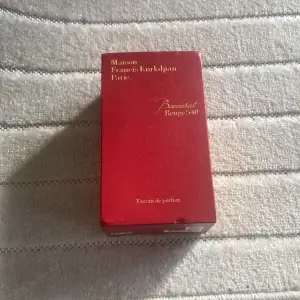 Maison
Francis Kurkdjian
Paris
Baccarat
Rouge 540
Extrait de parfum